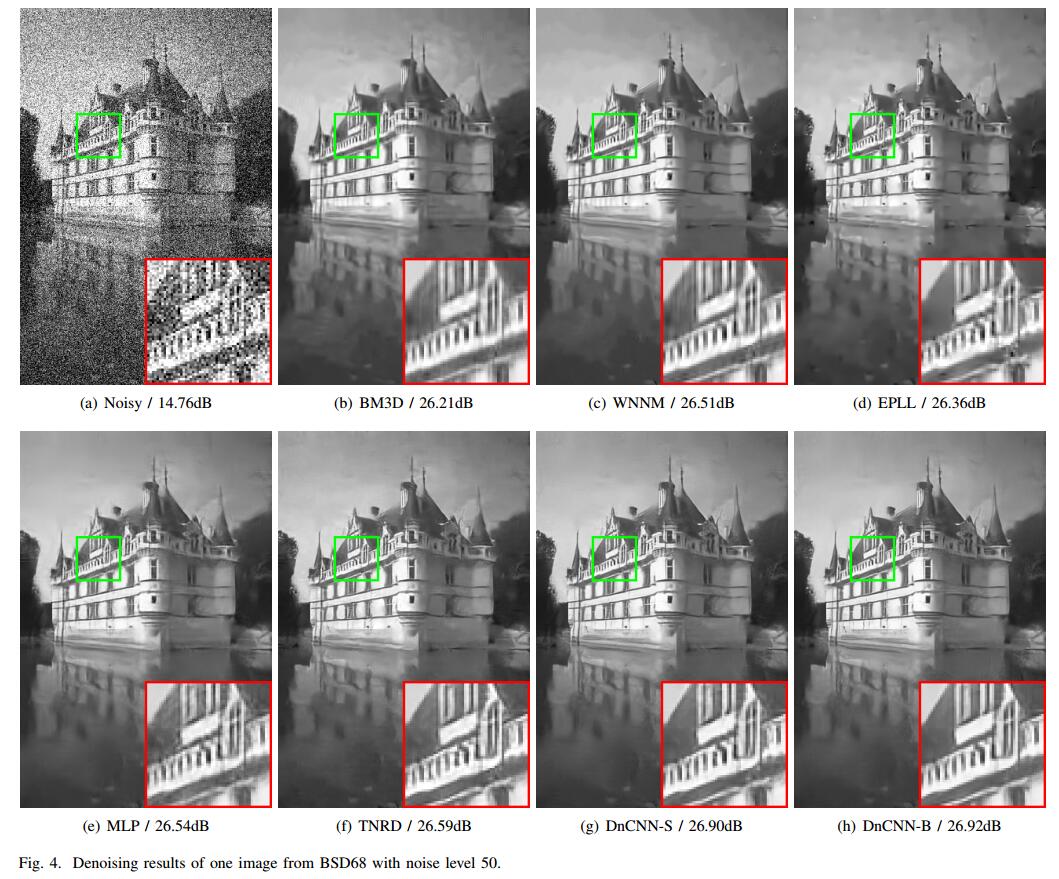 (a) Noisy / 14.76dB
(b) BM3D / 26.21dB
(c) WNNM / 26.51dB
(d) EPLL / 26.36dB
(e) MLP / 26.54dB
(f) TNRD / 26.59dB
(g) DnCNN-S / 26.90dB
(h) DnCNN-B / 26.92dB
Fig. 4. Denoising results of one image from BSD68 with noise level 50.